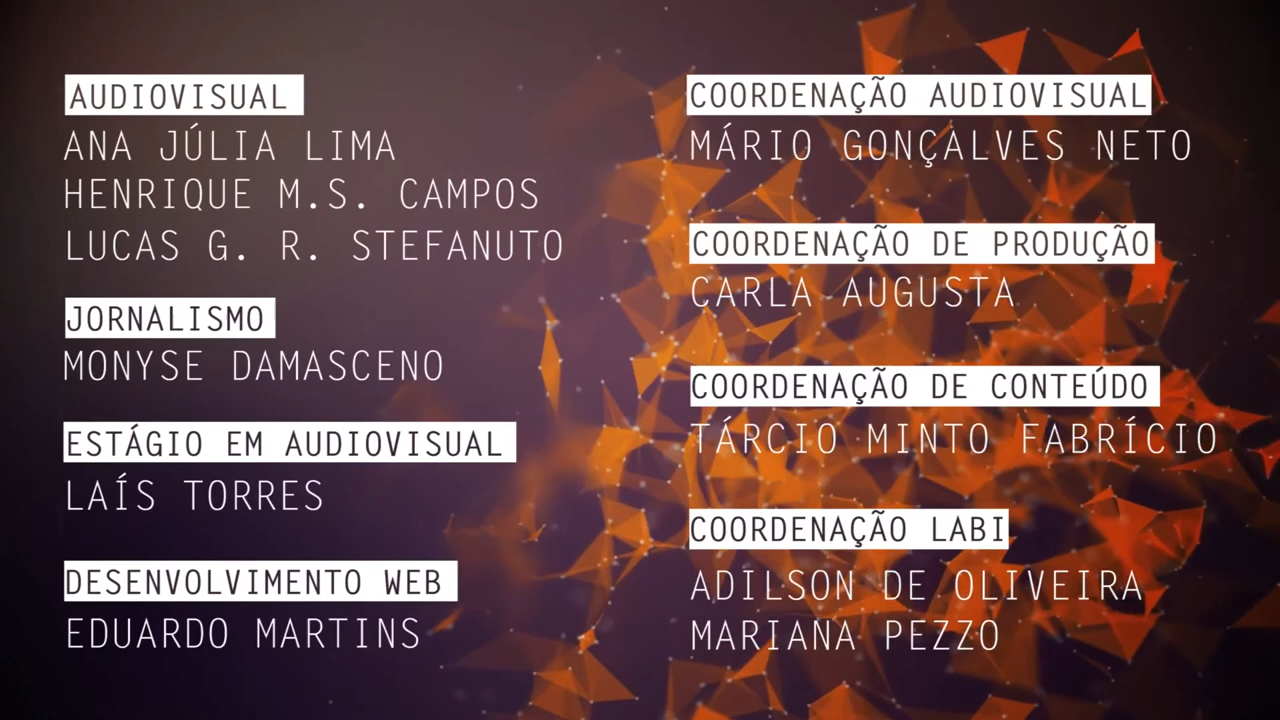 AUDIOVISUAL
ANA JÚLIA LIMA
HENRIQUE M.S. CAMPOS
LUCAS G. R. STEFANUTO
JORNALISMO
MONYSE DAMASCENO
ESTÁGIO EM AUDIOVISUAL
LAÍS TORRES
DESENVOLVIMENTO WEB
EDUARDO MARTINS
COORDENAÇÃO AUDIOVISUAL
MÁRIO GONÇALVES NETO
COORDENAÇÃO DE PRODUÇÃO
CARLA AUGUSTA
COORDENAÇÃO DE CONTEÚDO
TÁRCIO MINTO FABRÍCIO
COORDENAÇÃO LABI
ADILSON DE OLIVEIRA
MARIANA PEZZO